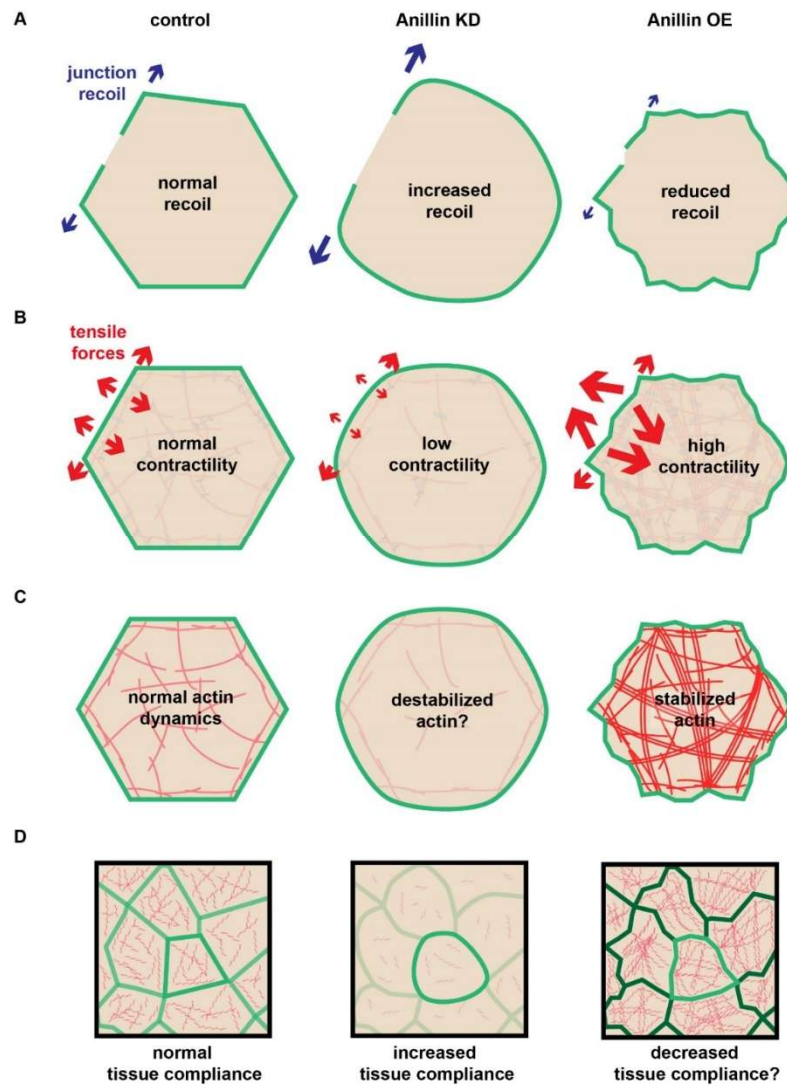 A
control
Anillin KD
Anillin OE
junction
recoil
normal
recoil
increased
recoil
reduced
recoil
B
tensile
forces
normal
contractility
low
contractility
high
contractility
C
normal actin
dynamics
destabilized
actin?
stabilized
actin
D
normal
tissue compliance
increased
tissue compliance
decreased
tissue compliance?